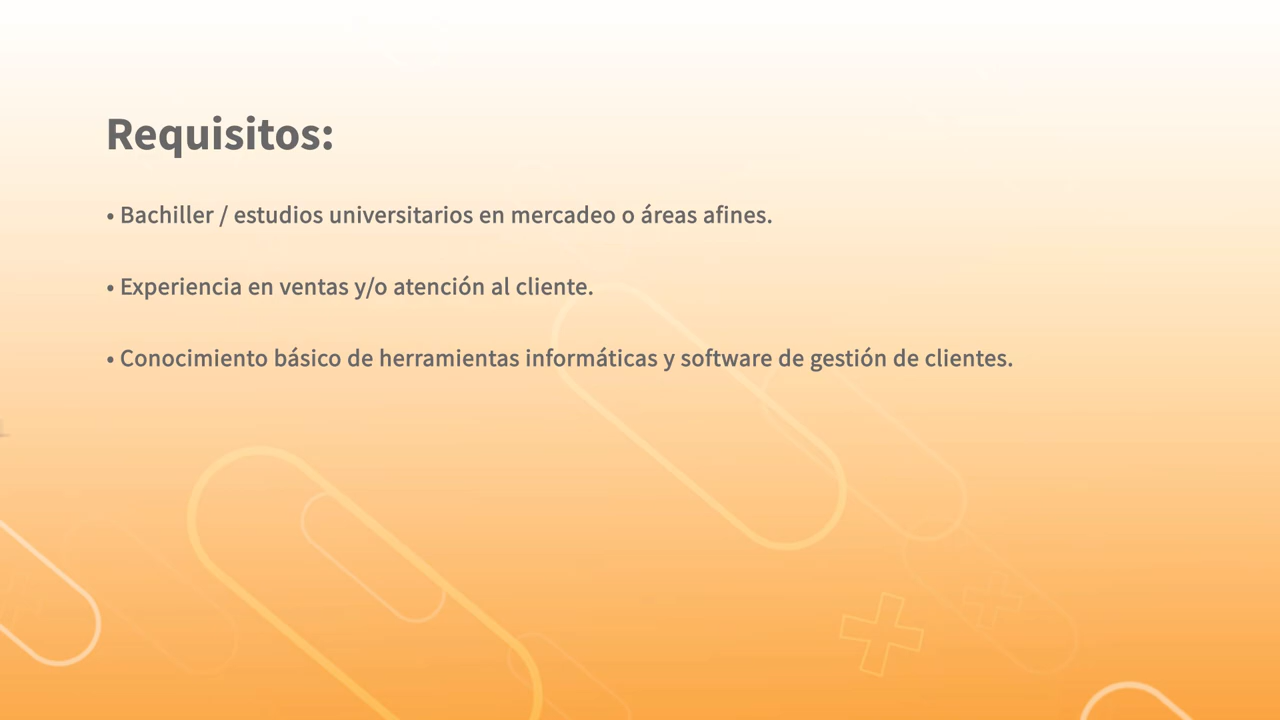 Requisitos:
• Bachiller / estudios universitarios en mercadeo o áreas afines.
• Experiencia en ventas y/o atención al cliente.
• Conocimiento básico de herramientas informáticas y software de gestión de clientes.